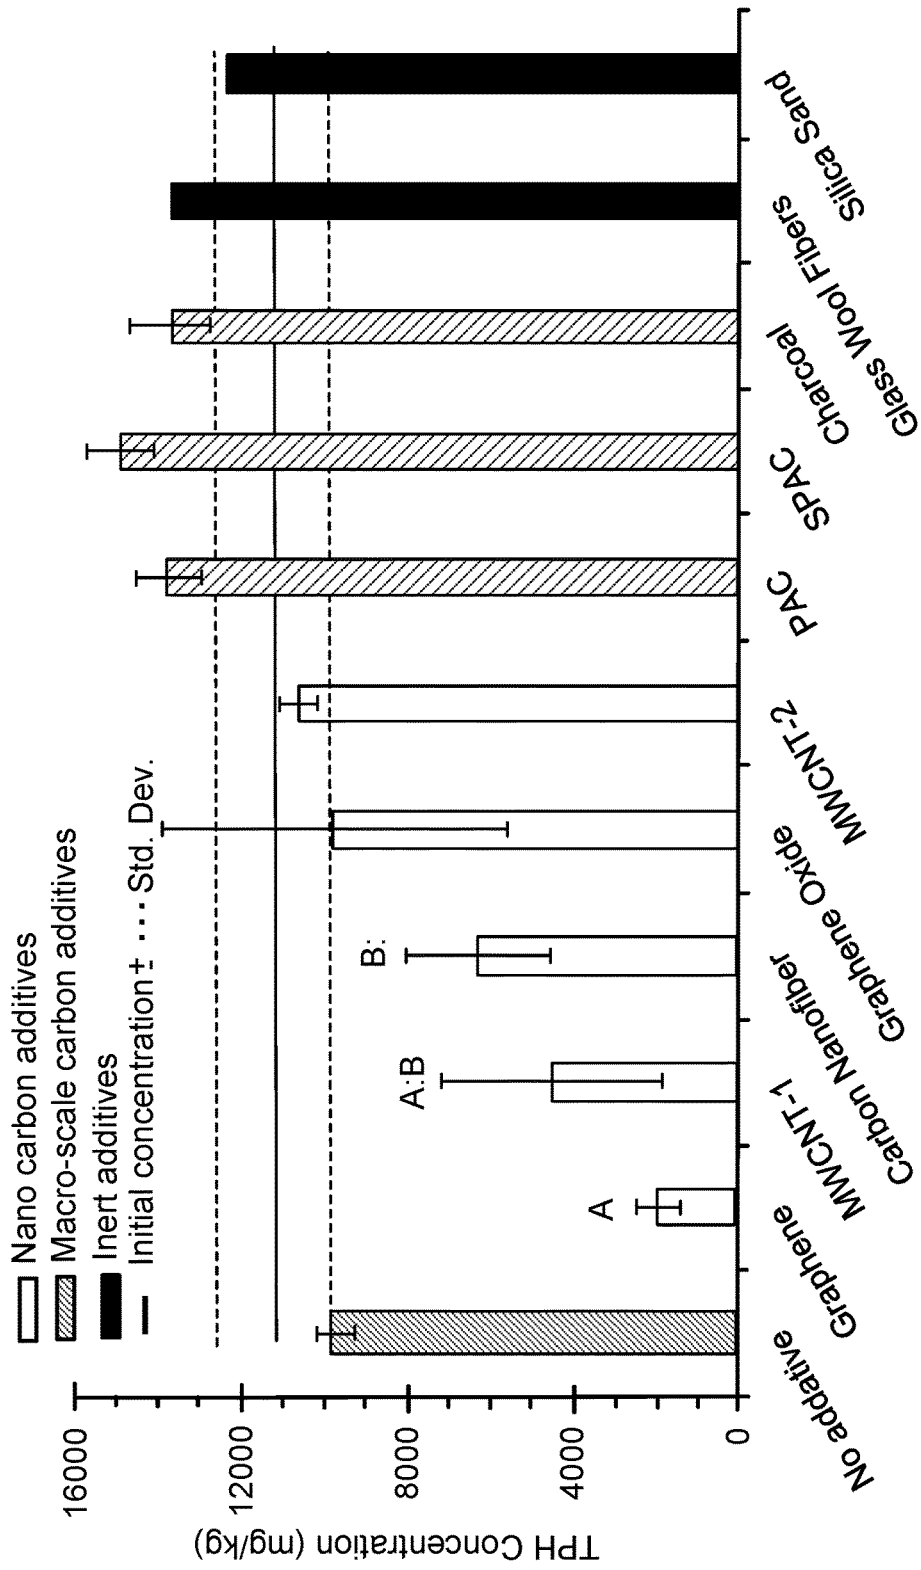 Nano carbon additives
Macro-scale carbon additives
Inert additives
Initial concentration ± ··· Std. Dev.
TPH Concentration (mg/kg)
16000
12000
8000
4000
0
A
A:B
B:
No addative
Graphene
MWCNT-1
Carbon Nanofiber
Graphene Oxide
MWCNT-2
PAC
SPAC
Charcoal
Glass Wool Fibers
Silica Sand